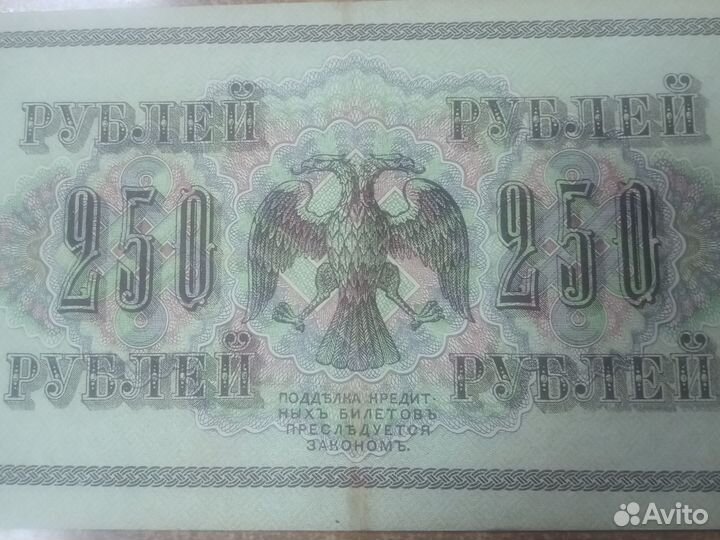 РУБЛЕЙ РУБЛЕЙ
250 250
РУБЛЕЙ РУБЛЕЙ
ПОДДѢЛКА КРЕДИТ-
НЫХЪ БИЛЕТОВЪ
ПРЕСЛѢДУЕТСЯ
ЗАКОНОМЪ.
Avito